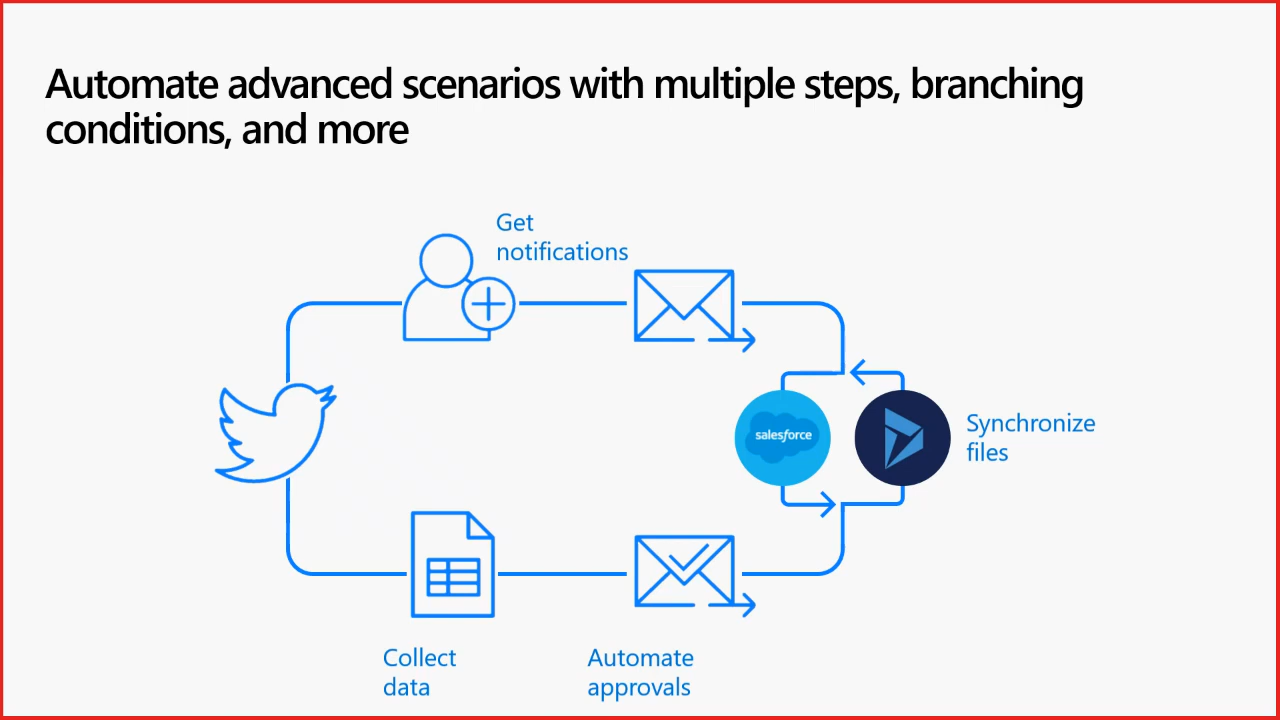 Automate advanced scenarios with multiple steps, branching
conditions, and more
Get
notifications
salesforce
Synchronize
files
Collect
data
Automate
approvals